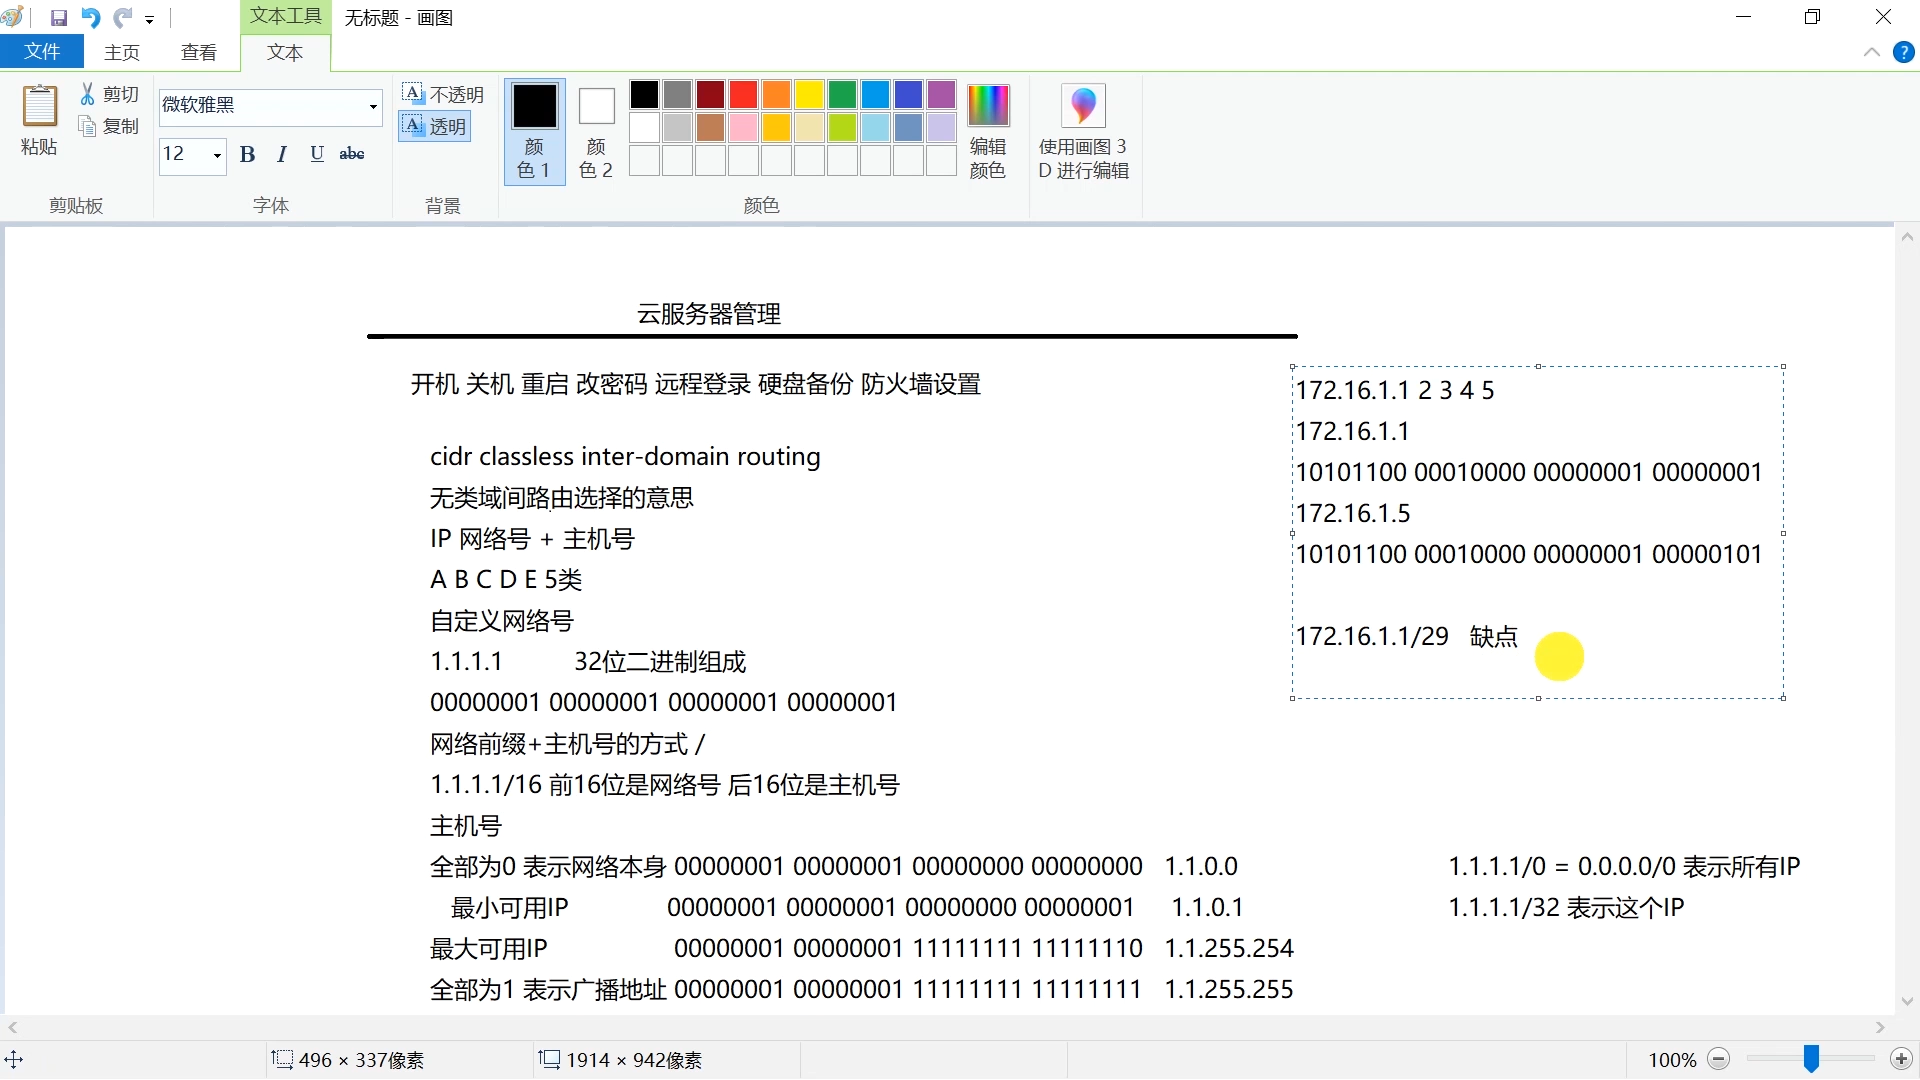 文本工具
无标题 - 画图
文件
主页
查看
文本
粘贴
剪切
复制
剪贴板
微软雅黑
12
B I U abc
字体
不透明
透明
背景
颜
色 1
颜
色 2
颜色
编辑
颜色
使用画图 3
D 进行编辑
云服务器管理
开机 关机 重启 改密码 远程登录 硬盘备份 防火墙设置
cidr classless inter-domain routing
无类域间路由选择的意思
IP 网络号 + 主机号
A B C D E 5类
自定义网络号
1.1.1.1 32位二进制组成
00000001 00000001 00000001 00000001
网络前缀+主机号的方式 /
1.1.1.1/16 前16位是网络号 后16位是主机号
主机号
全部为0 表示网络本身 00000001 00000001 00000000 00000000 1.1.0.0
最小可用IP 00000001 00000001 00000000 00000001 1.1.0.1
最大可用IP 00000001 00000001 11111111 11111110 1.1.255.254
全部为1 表示广播地址 00000001 00000001 11111111 11111111 1.1.255.255
172.16.1.1 2 3 4 5
172.16.1.1
10101100 00010000 00000001 00000001
172.16.1.5
10101100 00010000 00000001 00000101
172.16.1.1/29 缺点
1.1.1.1/0 = 0.0.0.0/0 表示所有IP
1.1.1.1/32 表示这个IP
496 × 337像素
1914 × 942像素
100%